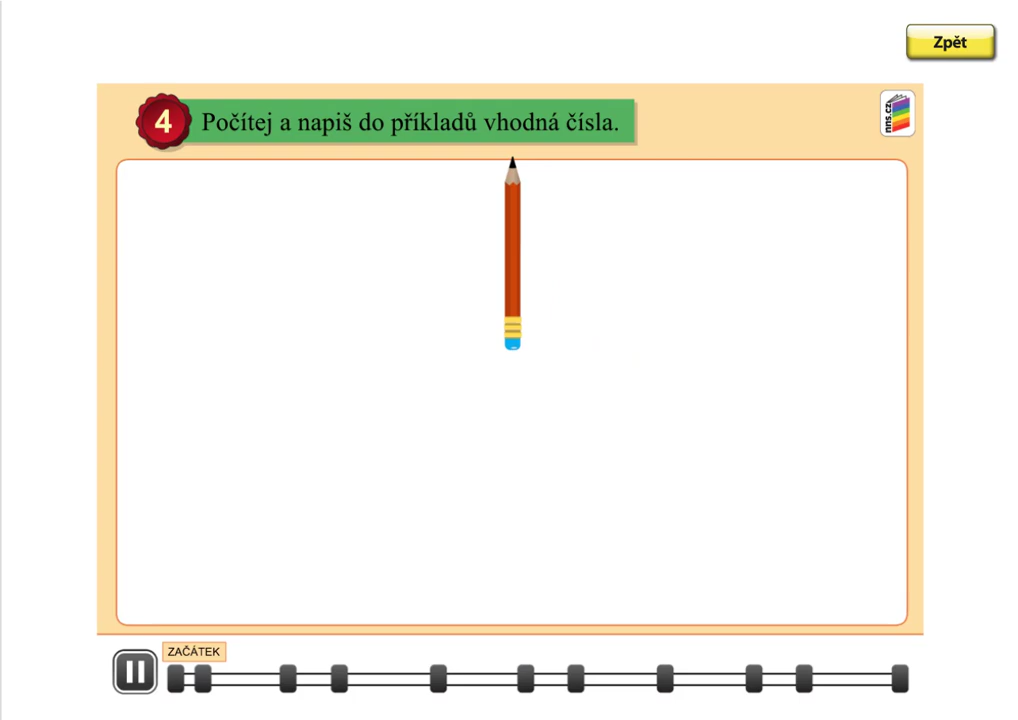 Zpět
4 Počítej a napiš do příkladů vhodná čísla.
nns.cz
ZAČÁTEK